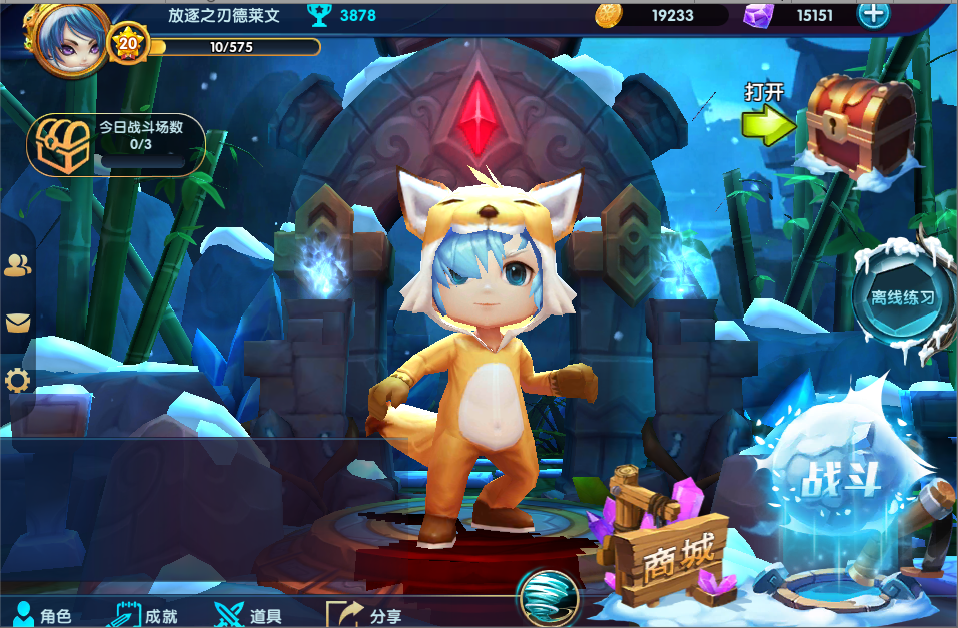 放逐之刃德莱文
3878
19233
15151
20
10/575
打开
今日战斗场数
0/3
离线练习
战斗
商城
角色
成就
道具
分享